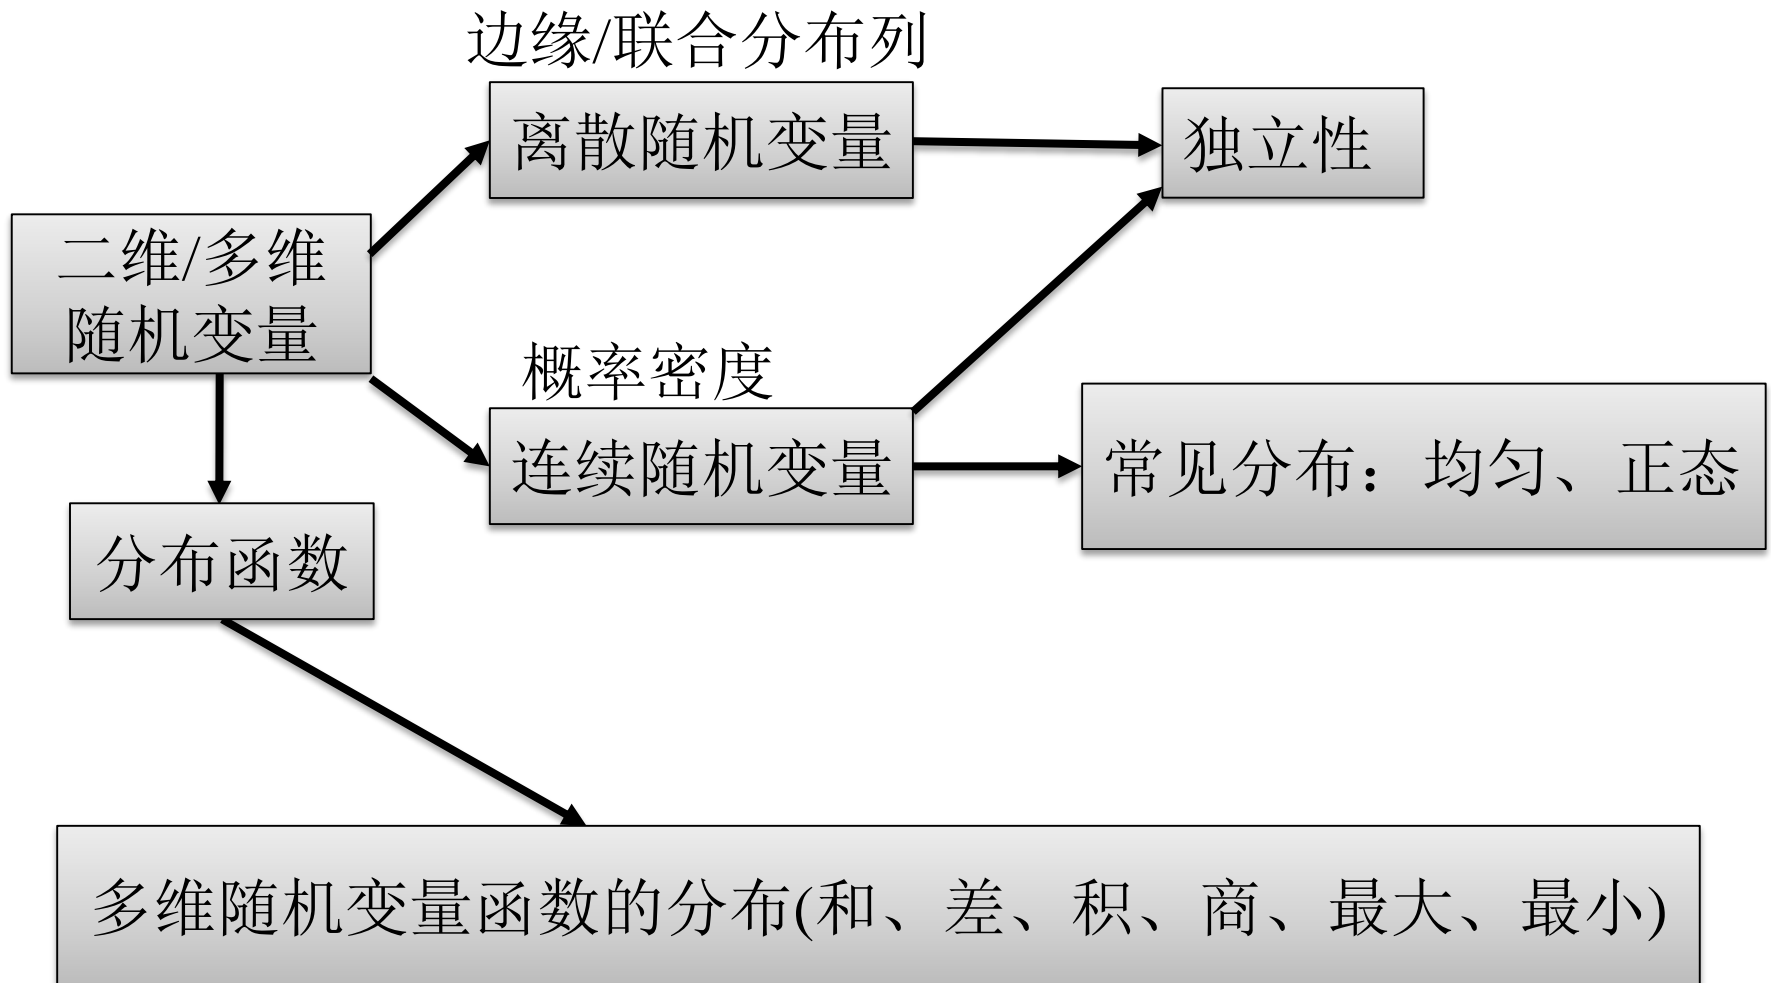 边缘/联合分布列
离散随机变量
独立性
二维/多维
随机变量
概率密度
连续随机变量
常见分布：均匀、正态
分布函数
多维随机变量函数的分布(和、差、积、商、最大、最小)